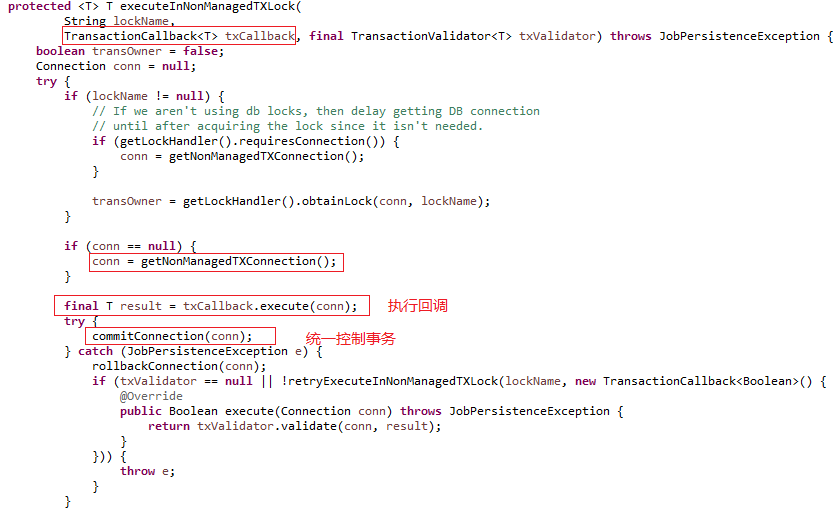 protected <T> T executeInNonManagedTXLock(
        String lockName,
        TransactionCallback<T> txCallback, final TransactionValidator<T> txValidator) throws JobPersistenceException {
    boolean transOwner = false;
    Connection conn = null;
    try {
        if (lockName != null) {
            // If we aren't using db locks, then delay getting DB connection
            // until after acquiring the lock since it isn't needed.
            if (getLockHandler().requiresConnection()) {
                conn = getNonManagedTXConnection();
            }
            transOwner = getLockHandler().obtainLock(conn, lockName);
        }
        if (conn == null) {
            conn = getNonManagedTXConnection();
        }
        final T result = txCallback.execute(conn); 执行回调
        try {
            commitConnection(conn); 统一控制事务
        } catch (JobPersistenceException e) {
            rollbackConnection(conn);
            if (txValidator == null || !retryExecuteInNonManagedTXLock(lockName, new TransactionCallback<Boolean>() {
                @Override
                public Boolean execute(Connection conn) throws JobPersistenceException {
                    return txValidator.validate(conn, result);
                }
            })) {
                throw e;
            }
        }